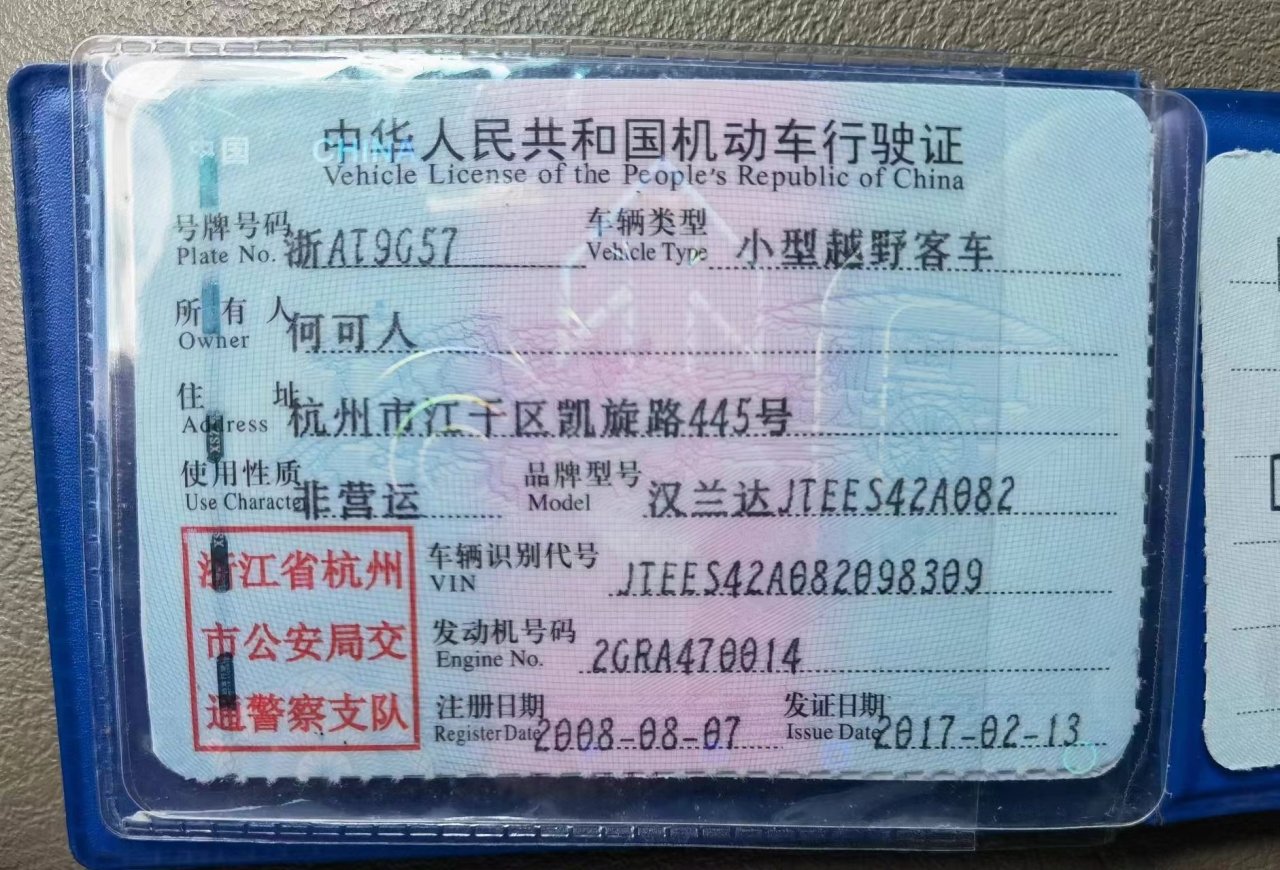 中国 CHINA
中华人民共和国机动车行驶证
Vehicle License of the People's Republic of China
号牌号码 浙AT9G57 车辆类型 小型越野客车
Plate No. Vehicle Type
所有人 何可人
Owner
住址 杭州市江干区凯旋路445号
Address
使用性质 非营运 品牌型号 汉兰达JTEES42A082
Use Character Model
浙江省杭州
市公安局交
通警察支队
车辆识别代号 JTEES42A082098309
VIN
发动机号码 2GRA470014
Engine No.
注册日期 2008-08-07 发证日期 2017-02-13
Register Date Issue Date